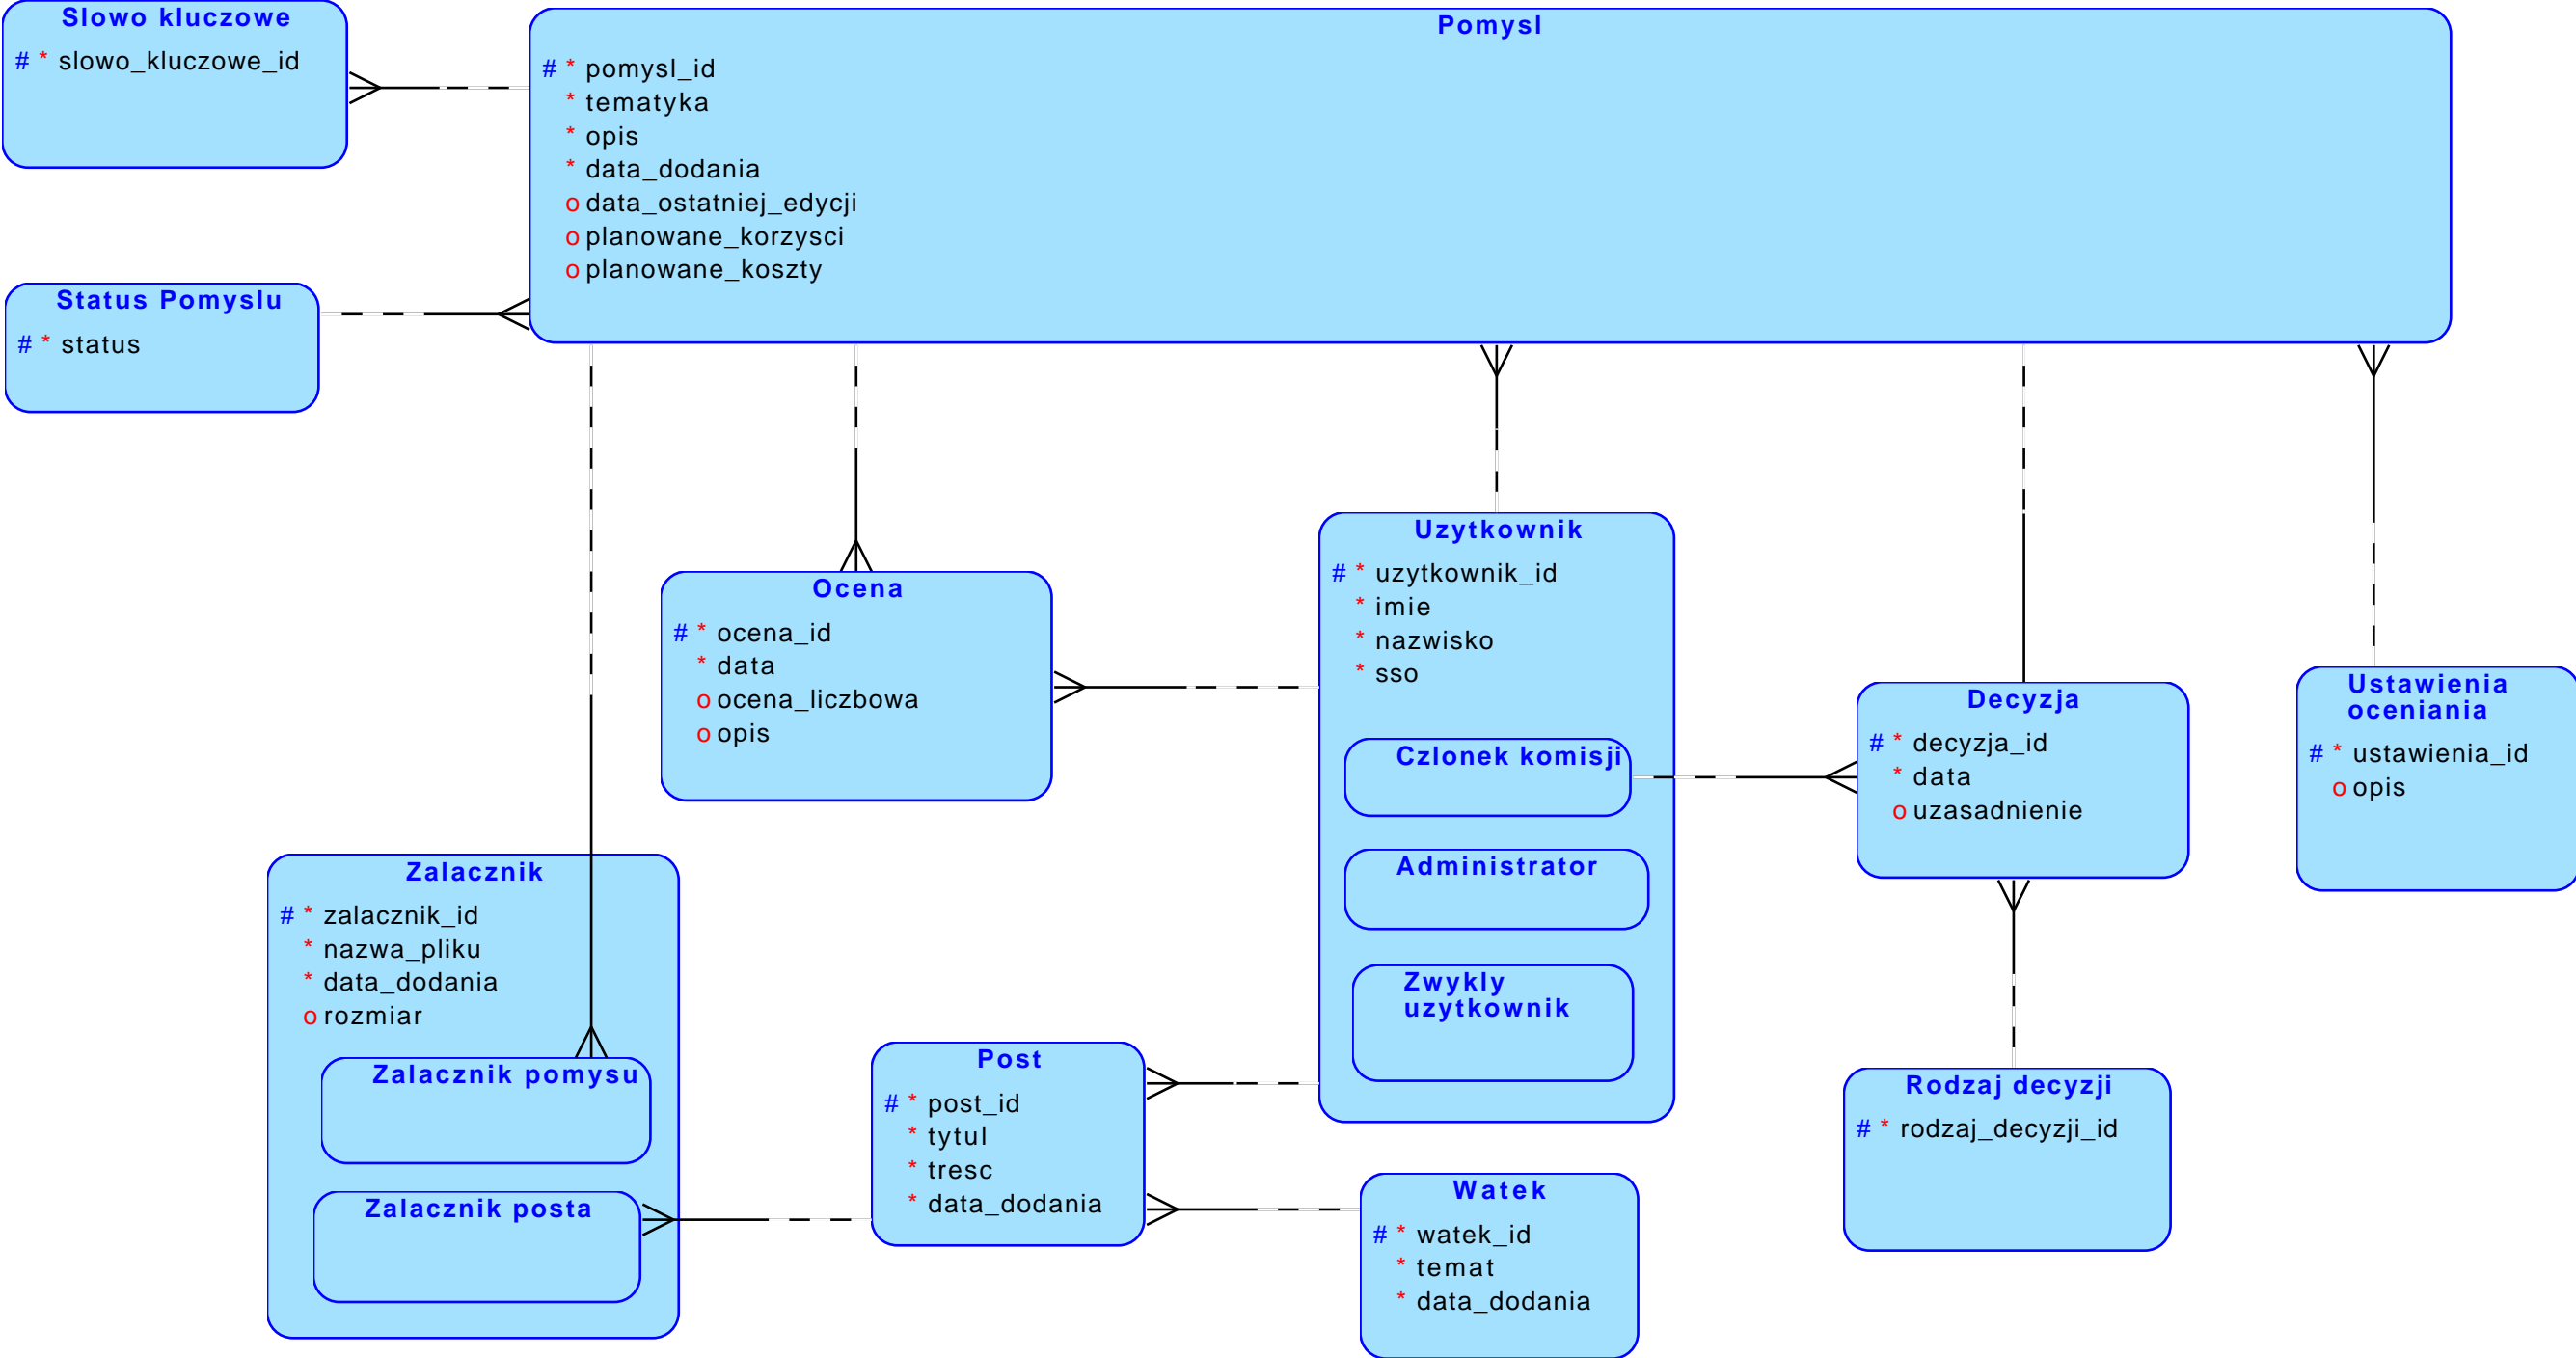 Slowo kluczowe
# * slowo_kluczowe_id
Pomysl
# * pomysl_id
* tematyka
* opis
* data_dodania
o data_ostatniej_edycji
o planowane_korzysci
o planowane_koszty
Status Pomyslu
# * status
Uzytkownik
# * uzytkownik_id
* imie
* nazwisko
* sso
Czlonek komisji
Administrator
Zwykly
uzytkownik
Ocena
# * ocena_id
* data
o ocena_liczbowa
o opis
Decyzja
# * decyzja_id
* data
o uzasadnienie
Ustawienia
oceniania
# * ustawienia_id
o opis
Zalacznik
# * zalacznik_id
* nazwa_pliku
* data_dodania
o rozmiar
Zalacznik pomysu
Zalacznik posta
Post
# * post_id
* tytul
* tresc
* data_dodania
Watek
# * watek_id
* temat
* data_dodania
Rodzaj decyzji
# * rodzaj_decyzji_id